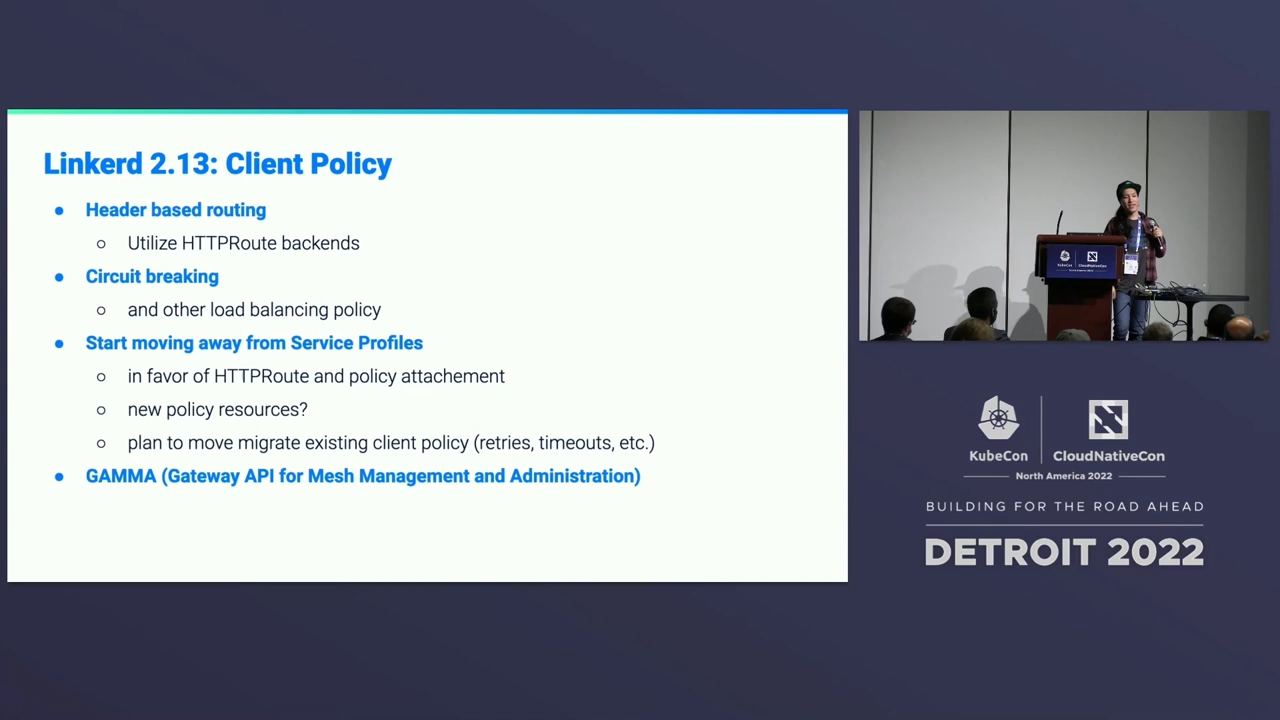 Linkerd 2.13: Client Policy
Header based routing
Utilize HTTPRoute backends
Circuit breaking
and other load balancing policy
Start moving away from Service Profiles
in favor of HTTPRoute and policy attachement
new policy resources?
plan to move migrate existing client policy (retries, timeouts, etc.)
GAMMA (Gateway API for Mesh Management and Administration)
KubeCon CloudNativeCon
KubeCon CloudNativeCon
North America 2022
BUILDING FOR THE ROAD AHEAD
DETROIT 2022